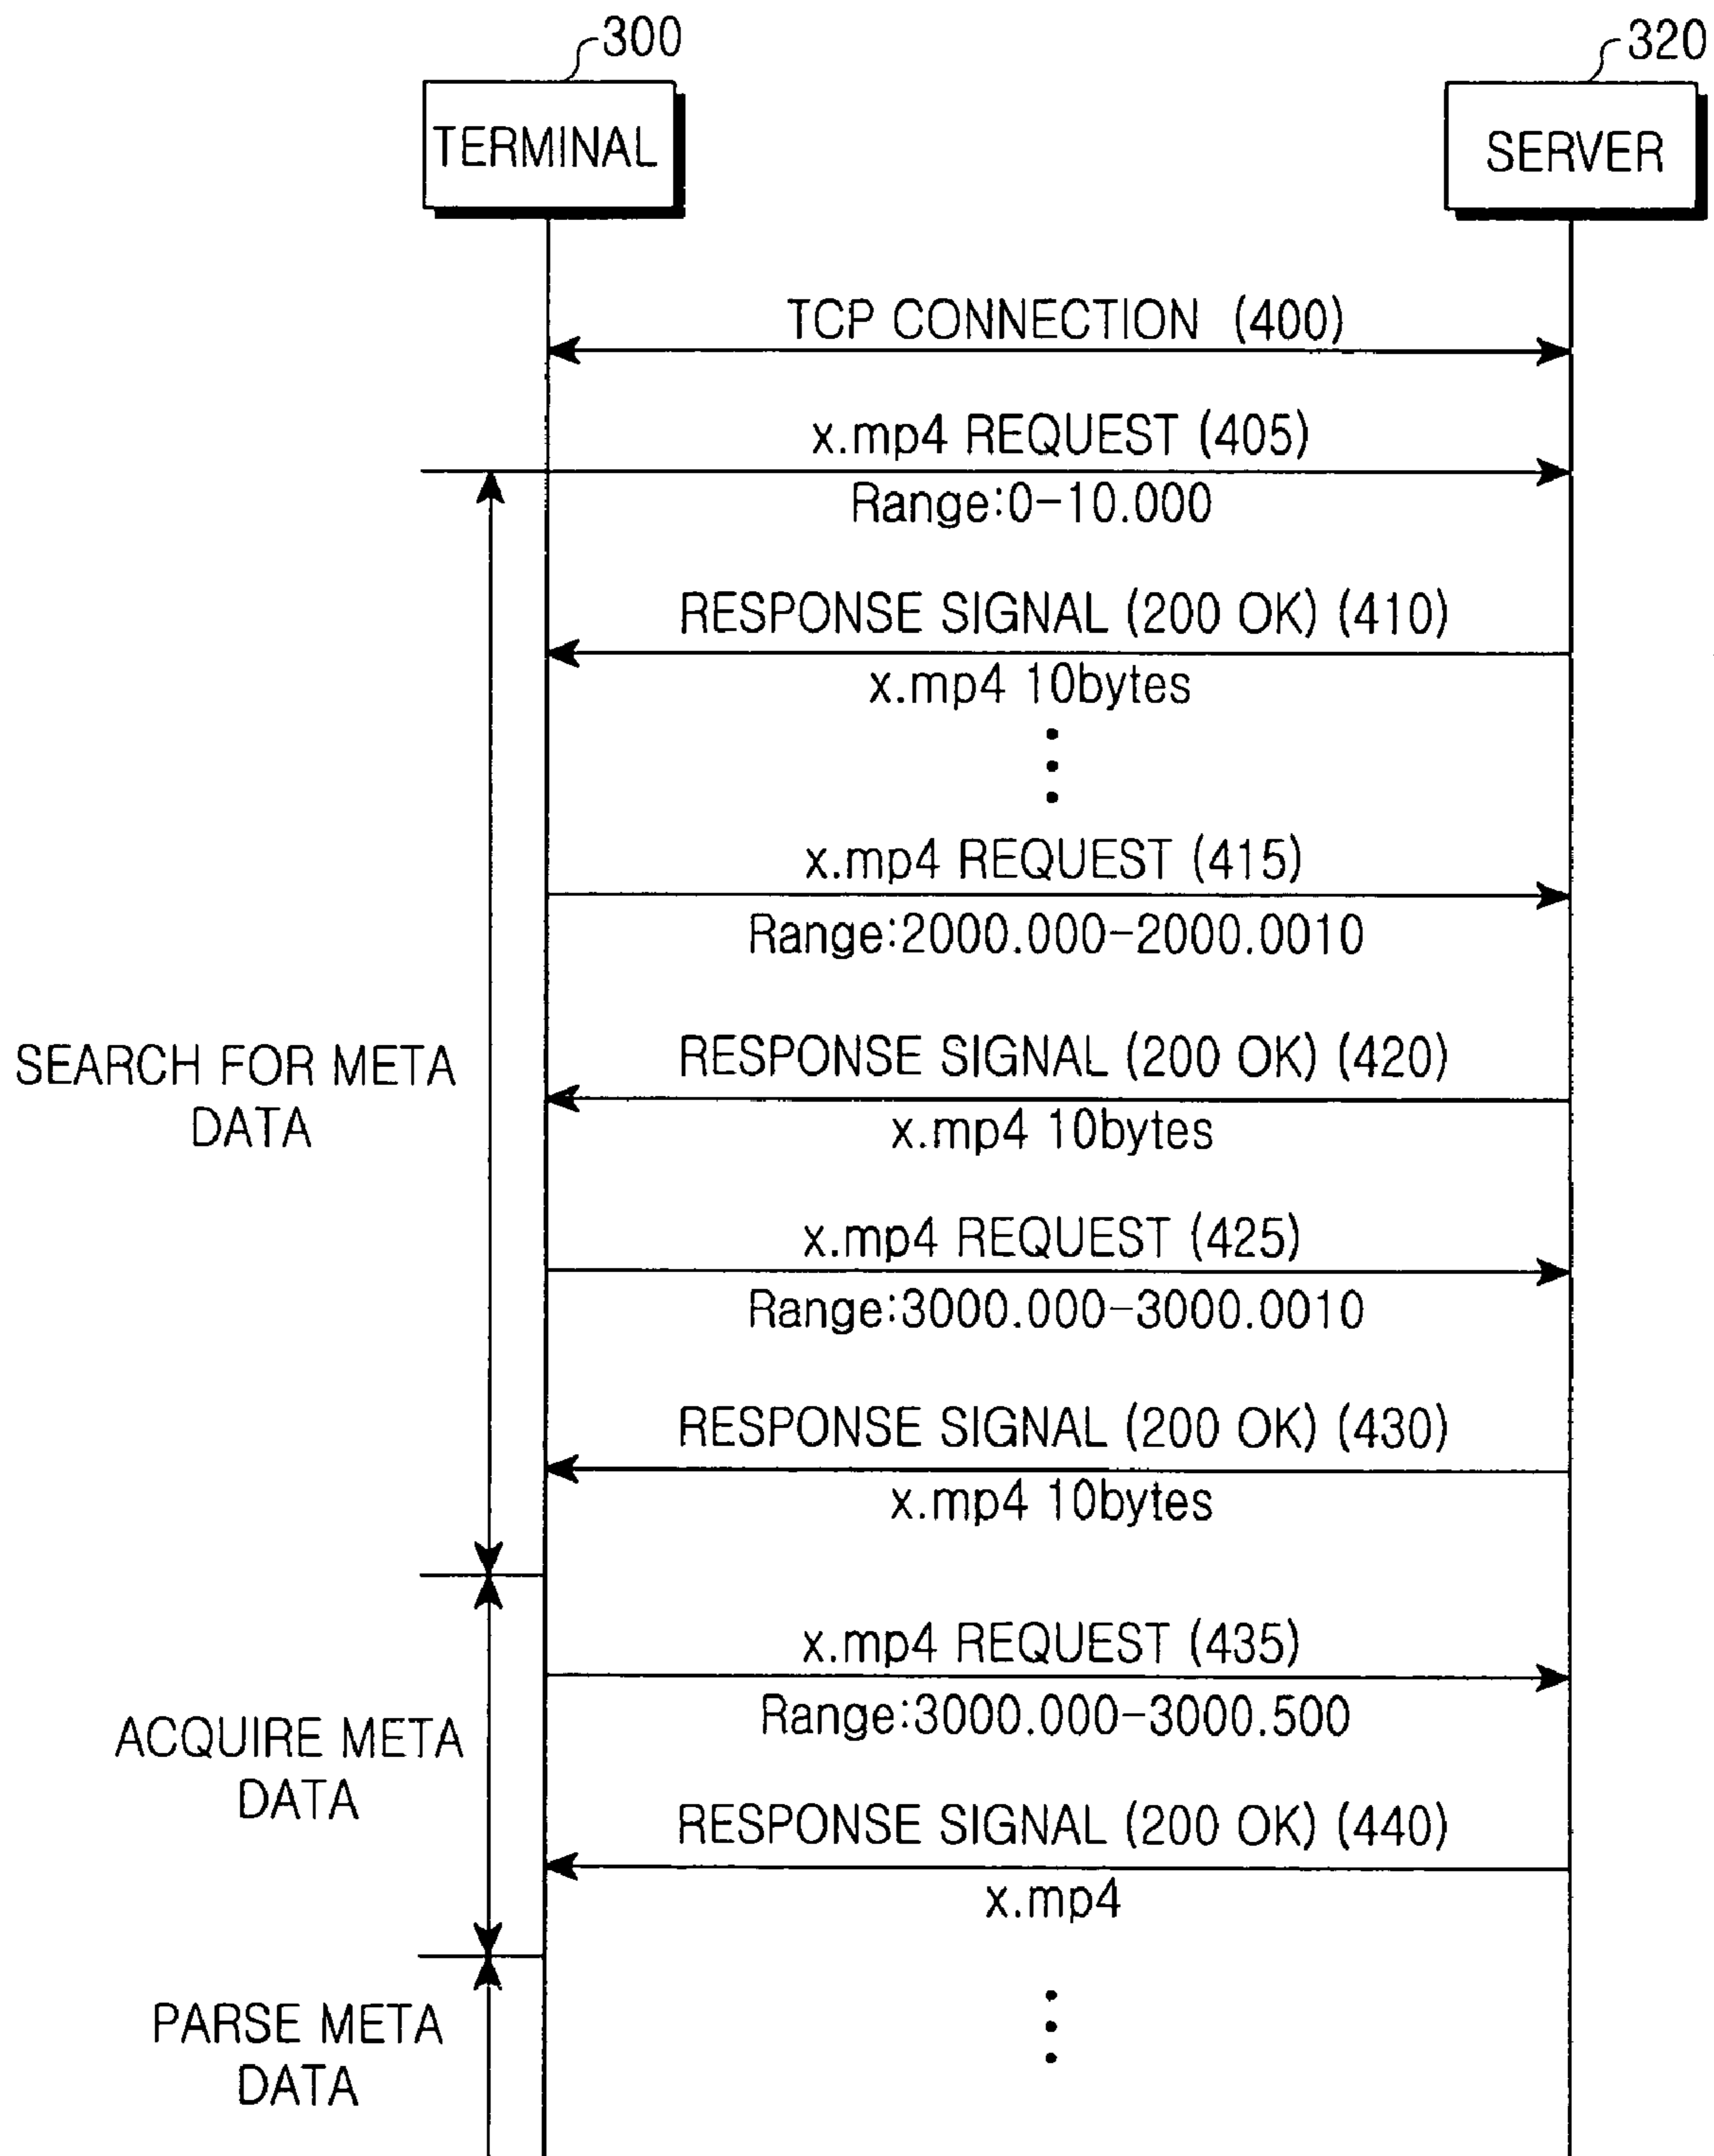 300
320
TERMINAL
SERVER
TCP CONNECTION (400)
x.mp4 REQUEST (405)
Range:0-10.000
RESPONSE SIGNAL (200 OK) (410)
x.mp4 10bytes
x.mp4 REQUEST (415)
Range:2000.000-2000.0010
SEARCH FOR META
DATA
RESPONSE SIGNAL (200 OK) (420)
x.mp4 10bytes
x.mp4 REQUEST (425)
Range:3000.000-3000.0010
RESPONSE SIGNAL (200 OK) (430)
x.mp4 10bytes
x.mp4 REQUEST (435)
Range:3000.000-3000.500
ACQUIRE META
DATA
RESPONSE SIGNAL (200 OK) (440)
x.mp4
PARSE META
DATA